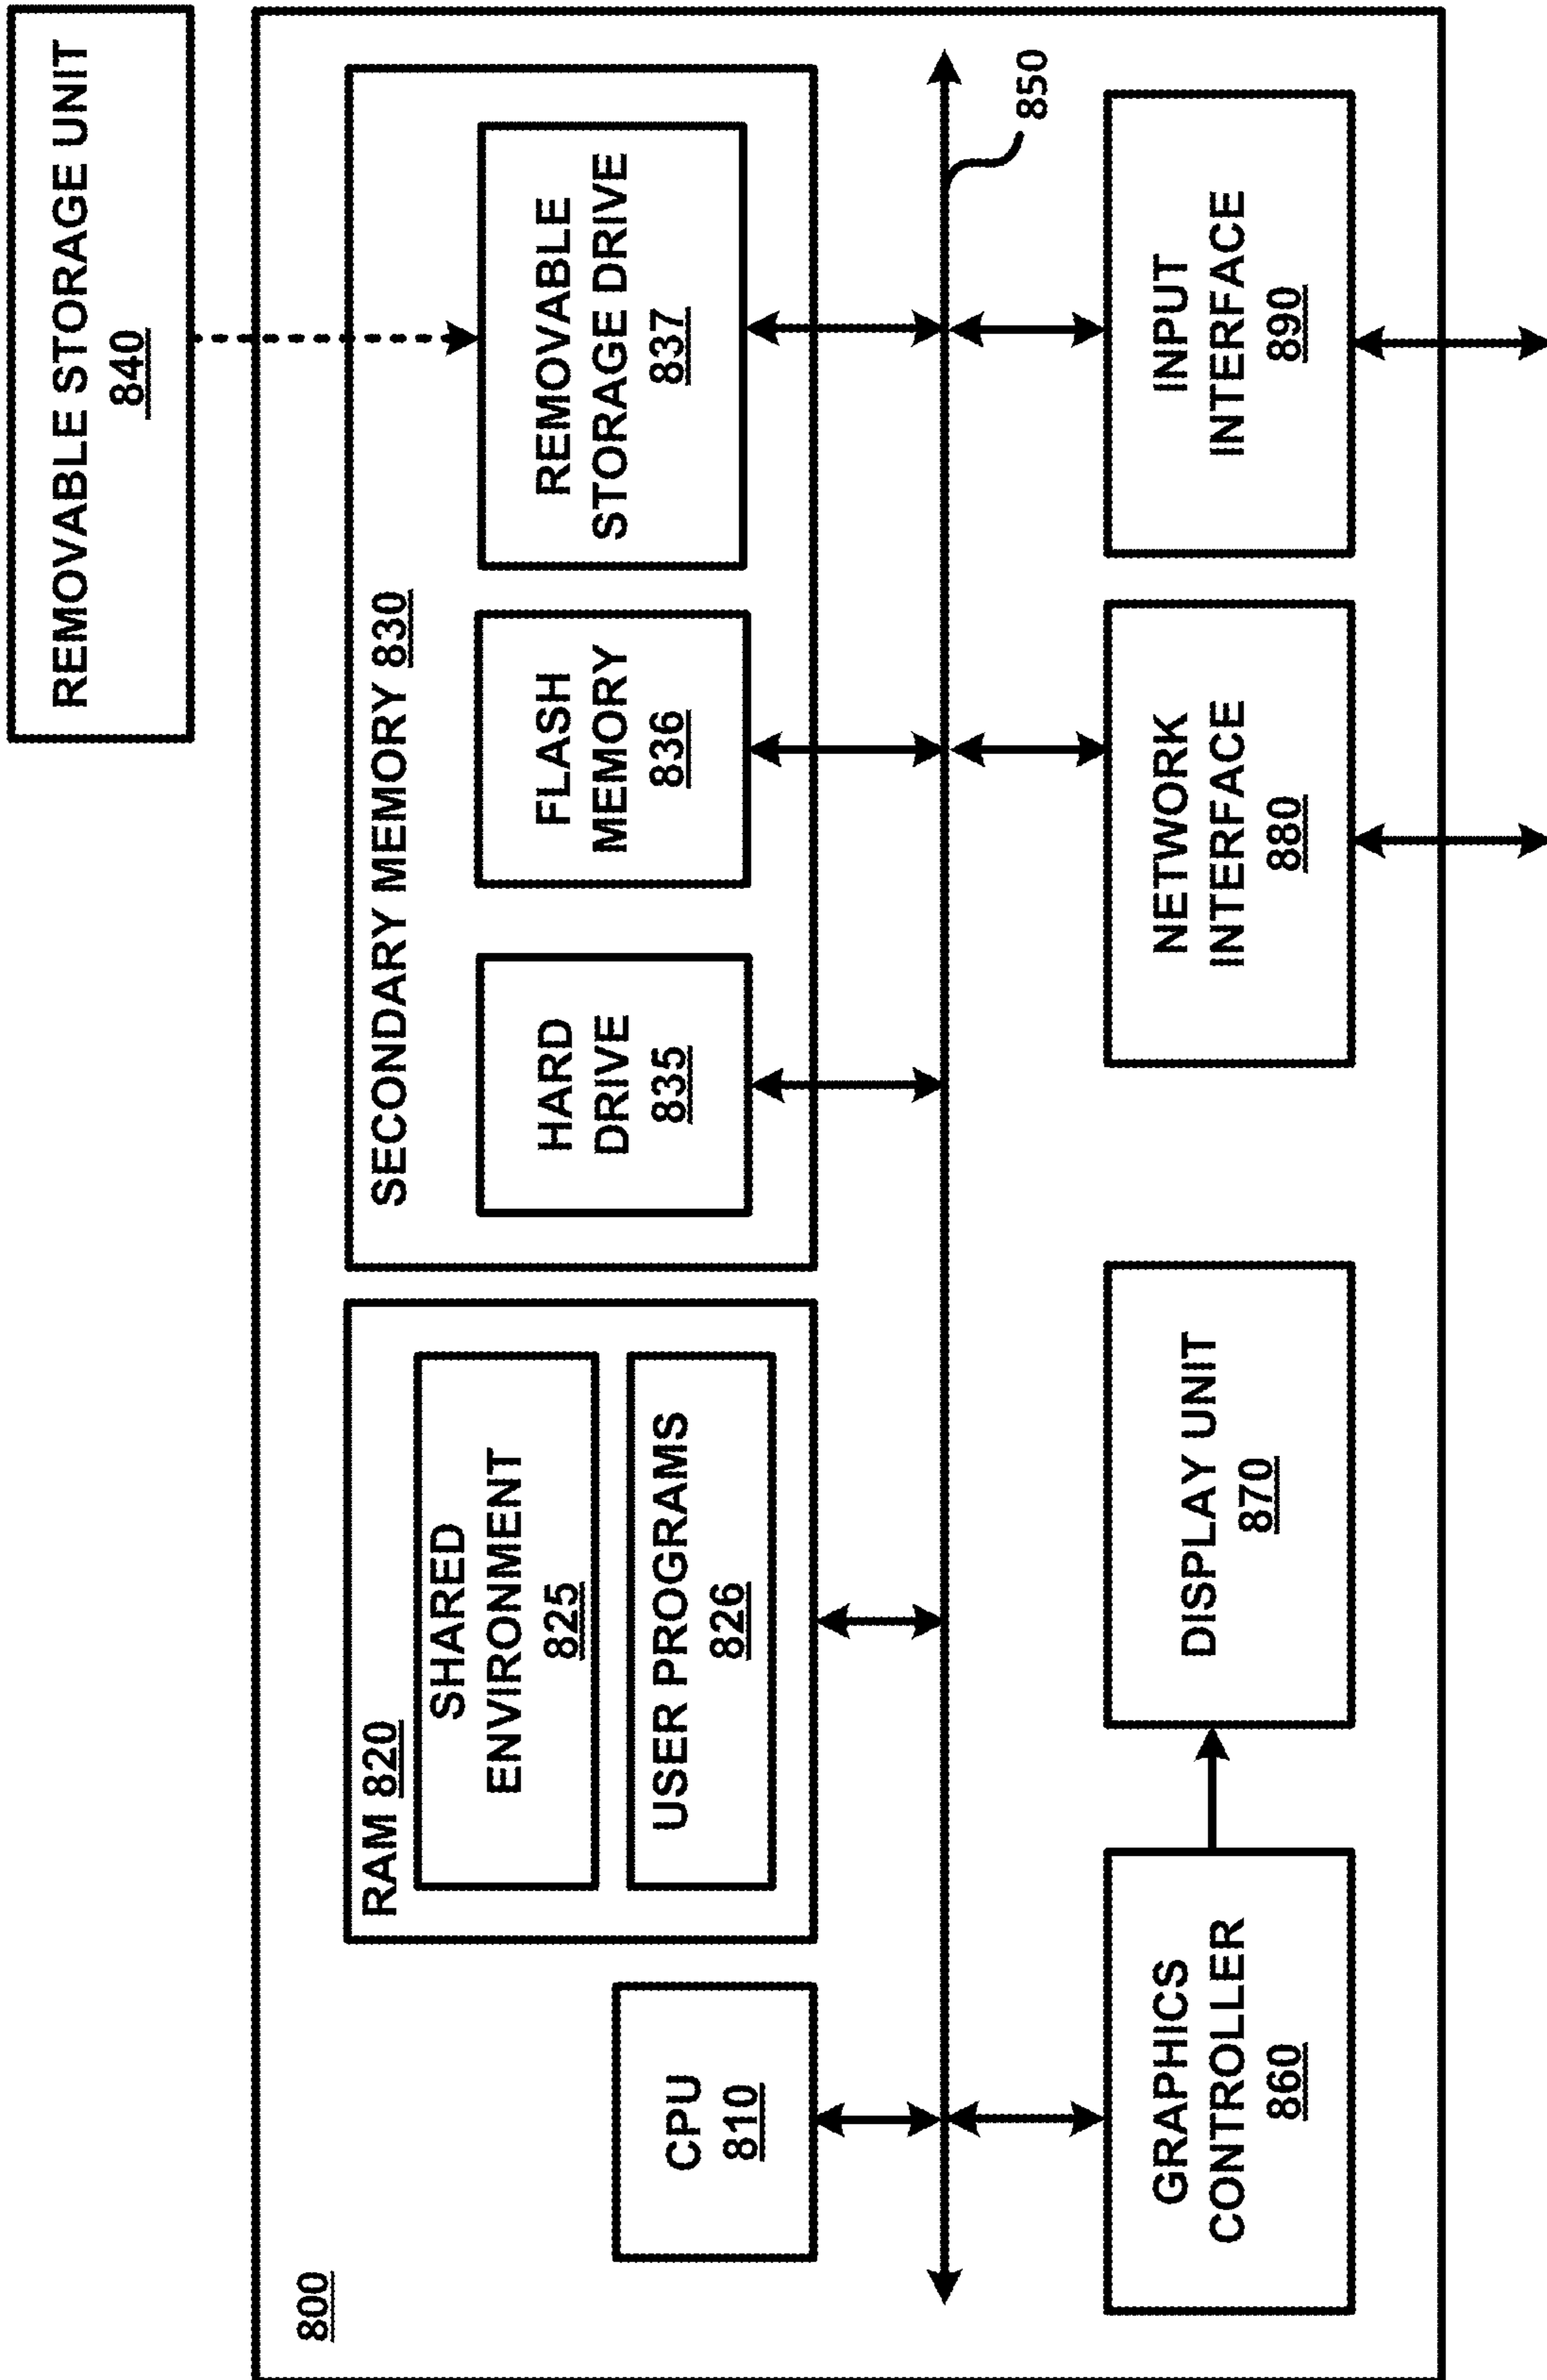 REMOVABLE STORAGE UNIT
840
800
CPU
810
RAM 820
SHARED
ENVIRONMENT
825
USER PROGRAMS
826
SECONDARY MEMORY 830
HARD
DRIVE
835
FLASH
MEMORY
836
REMOVABLE
STORAGE DRIVE
837
850
GRAPHICS
CONTROLLER
860
DISPLAY UNIT
870
NETWORK
INTERFACE
880
INPUT
INTERFACE
890